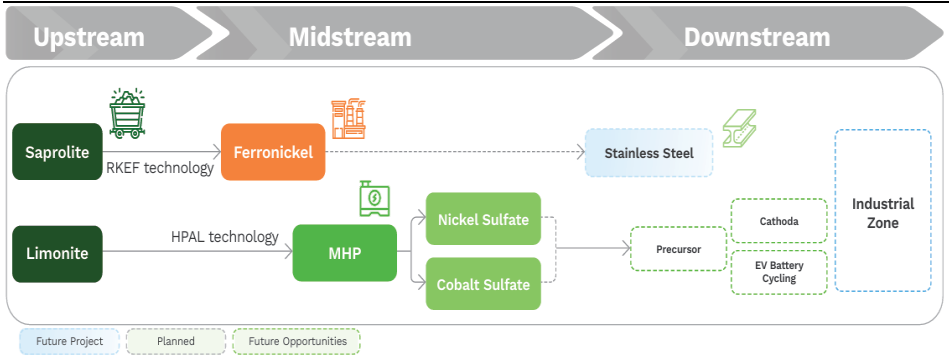 Upstream
Midstream
Downstream
Saprolite
RKEF technology
Ferronickel
Stainless Steel
Limonite
HPAL technology
MHP
Nickel Sulfate
Cobalt Sulfate
Precursor
Cathoda
EV Battery
Cycling
Industrial
Zone
Future Project
Planned
Future Opportunities